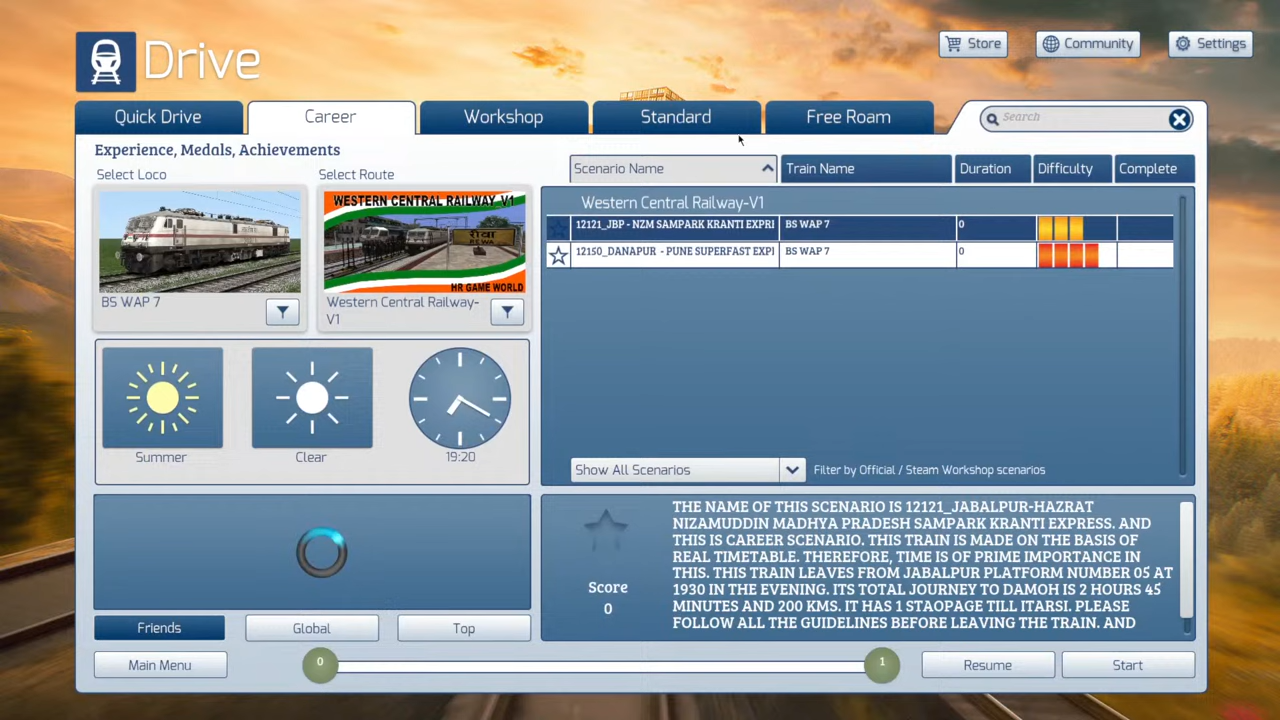 Drive
Store
Community
Settings
Quick Drive
Career
Workshop
Standard
Free Roam
Search
Experience, Medals, Achievements
Select Loco
Select Route
WESTERN CENTRAL RAILWAY V1
रीवा
REWA
HR GAME WORLD
BS WAP 7
Western Central Railway-
V1
Summer
Clear
19:20
Scenario Name
Train Name
Duration
Difficulty
Complete
Western Central Railway-V1
12121_JBP - NZM SAMPARK KRANTI EXPRI
BS WAP 7
0
12150_DANAPUR - PUNE SUPERFAST EXPI
BS WAP 7
0
Show All Scenarios
Filter by Official / Steam Workshop scenarios
Score
0
THE NAME OF THIS SCENARIO IS 12121_JABALPUR-HAZRAT
NIZAMUDDIN MADHYA PRADESH SAMPARK KRANTI EXPRESS. AND
THIS IS CAREER SCENARIO. THIS TRAIN IS MADE ON THE BASIS OF
REAL TIMETABLE. THEREFORE, TIME IS OF PRIME IMPORTANCE IN
THIS. THIS TRAIN LEAVES FROM JABALPUR PLATFORM NUMBER 05 AT
1930 IN THE EVENING. ITS TOTAL JOURNEY TO DAMOH IS 2 HOURS 45
MINUTES AND 200 KMS. IT HAS 1 STAOPAGE TILL ITARSI. PLEASE
FOLLOW ALL THE GUIDELINES BEFORE LEAVING THE TRAIN. AND
Friends
Global
Top
Main Menu
0
1
Resume
Start